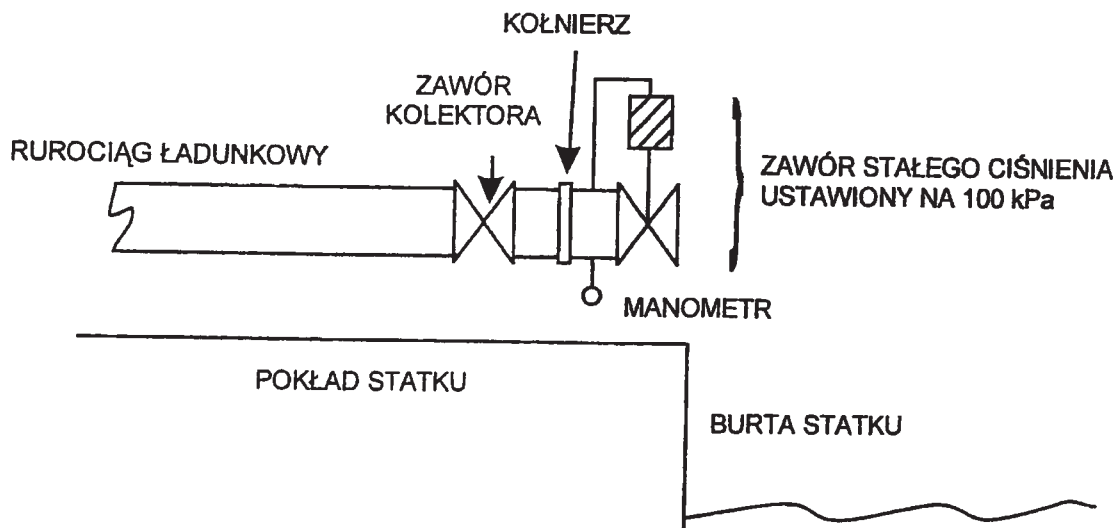 KOŁNIERZ
ZAWÓR
KOLEKTORA
RUROCIĄG ŁADUNKOWY
ZAWÓR STAŁEGO CIŚNIENIA
USTAWIONY NA 100 kPa
MANOMETR
POKŁAD STATKU
BURTA STATKU